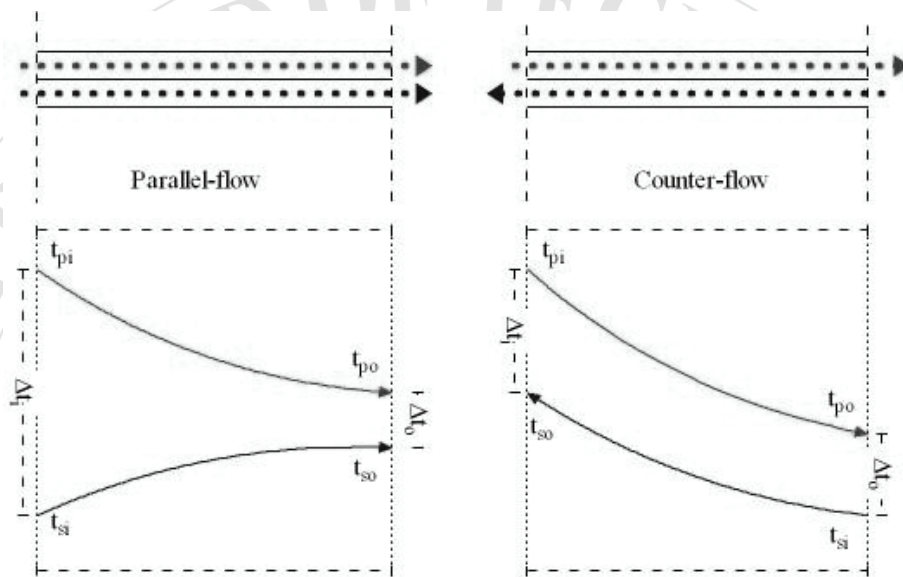 Parallel-flow
t_pi
Δt_i
t_po
Δt_o
t_so
t_si
Counter-flow
t_pi
Δt_i
t_so
t_po
Δt_o
t_si